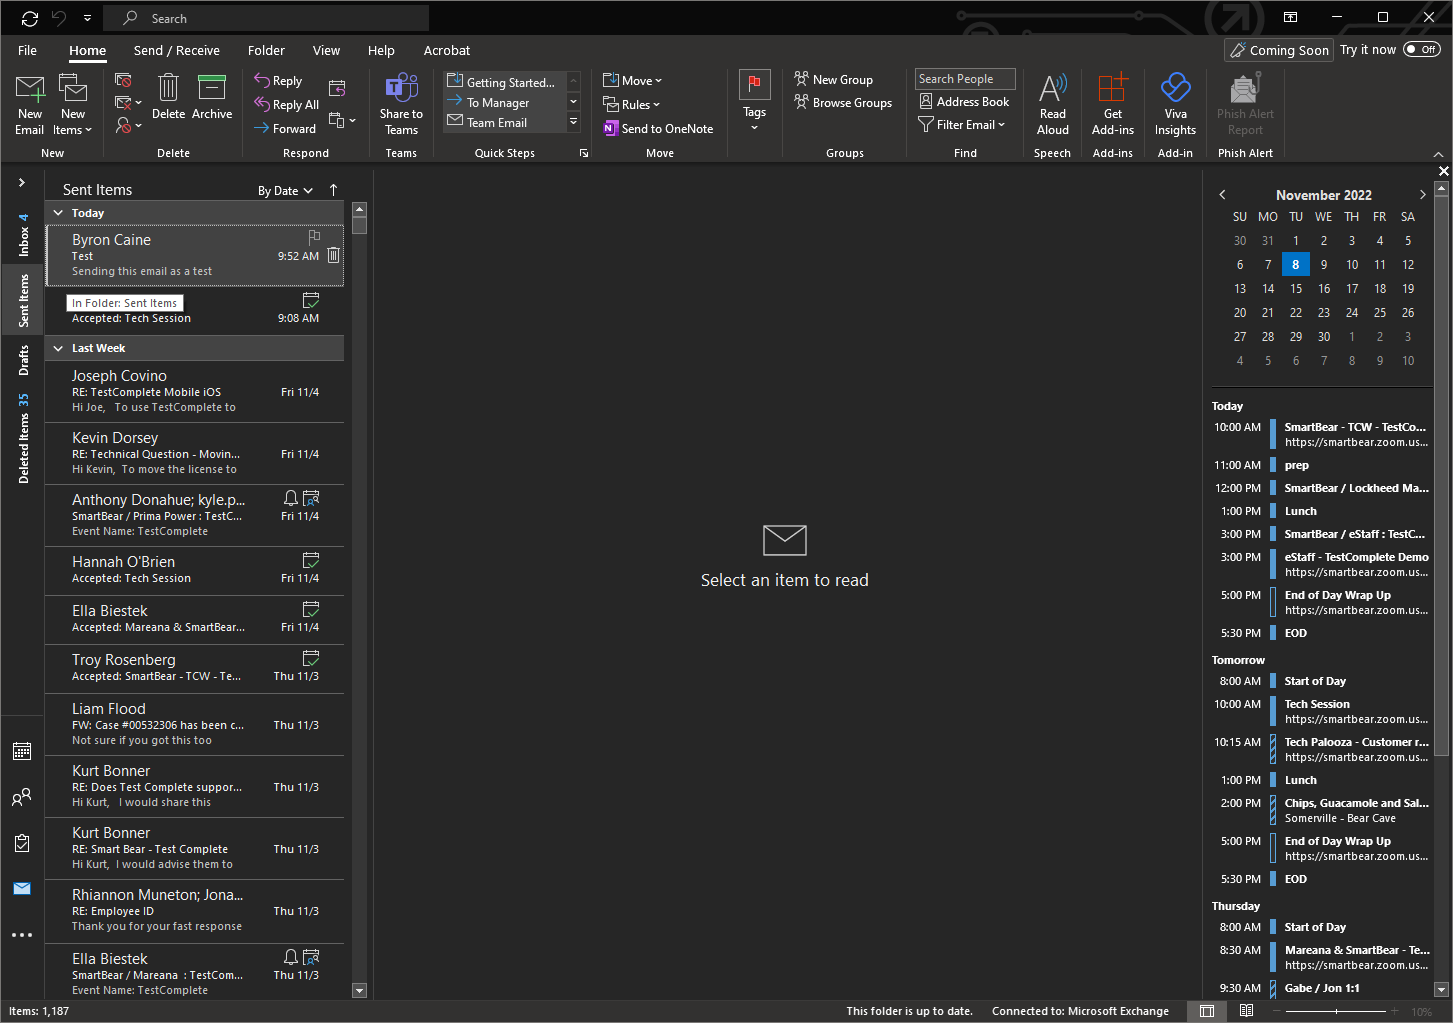 Search
File Home Send / Receive Folder View Help Acrobat
Coming Soon Try it now Off
New Email
New Items
New
Delete
Archive
Delete
Reply
Reply All
Forward
Respond
Share to Teams
Teams
Getting Started...
To Manager
Team Email
Quick Steps
Move
Rules
Send to OneNote
Move
Tags
New Group
Browse Groups
Groups
Search People
Address Book
Filter Email
Find
Read Aloud
Speech
Get Add-ins
Add-ins
Viva Insights
Add-in
Phish Alert Report
Phish Alert
Inbox 4
Sent Items
Drafts
Deleted Items 35
Sent Items By Date
Today
Byron Caine
Test 9:52 AM
Sending this email as a test
In Folder: Sent Items
Accepted: Tech Session 9:08 AM
Last Week
Joseph Covino
RE: TestComplete Mobile iOS Fri 11/4
Hi Joe, To use TestComplete to
Kevin Dorsey
RE: Technical Question - Movin... Fri 11/4
Hi Kevin, To move the license to
Anthony Donahue; kyle.p...
SmartBear / Prima Power : TestC... Fri 11/4
Event Name: TestComplete
Hannah O'Brien
Accepted: Tech Session Fri 11/4
Ella Biestek
Accepted: Mareana & SmartBear... Fri 11/4
Troy Rosenberg
Accepted: SmartBear - TCW - Te... Thu 11/3
Liam Flood
FW: Case #00532306 has been c... Thu 11/3
Not sure if you got this too
Kurt Bonner
RE: Does Test Complete suppor... Thu 11/3
Hi Kurt, I would share this
Kurt Bonner
RE: Smart Bear - Test Complete Thu 11/3
Hi Kurt, I would advise them to
Rhiannon Muneton; Jona...
RE: Employee ID Thu 11/3
Thank you for your fast response
Ella Biestek
SmartBear / Mareana : TestCom... Thu 11/3
Event Name: TestComplete
Select an item to read
November 2022
SU MO TU WE TH FR SA
30 31 1 2 3 4 5
6 7 8 9 10 11 12
13 14 15 16 17 18 19
20 21 22 23 24 25 26
27 28 29 30 1 2 3
4 5 6 7 8 9 10
Today
10:00 AM SmartBear - TCW - TestCo...
https://smartbear.zoom.us...
11:00 AM prep
12:00 PM SmartBear / Lockheed Ma...
1:00 PM Lunch
3:00 PM SmartBear / eStaff : TestC...
3:00 PM eStaff - TestComplete Demo
https://smartbear.zoom.us...
5:00 PM End of Day Wrap Up
https://smartbear.zoom.us...
5:30 PM EOD
Tomorrow
8:00 AM Start of Day
10:00 AM Tech Session
https://smartbear.zoom.us...
10:15 AM Tech Palooza - Customer r...
https://smartbear.zoom.us...
1:00 PM Lunch
2:00 PM Chips, Guacamole and Sal...
Somerville - Bear Cave
5:00 PM End of Day Wrap Up
https://smartbear.zoom.us...
5:30 PM EOD
Thursday
8:00 AM Start of Day
8:30 AM Mareana & SmartBear - Te...
https://smartbear.zoom.us...
9:30 AM Gabe / Jon 1:1
Items: 1,187 This folder is up to date. Connected to: Microsoft Exchange 10%